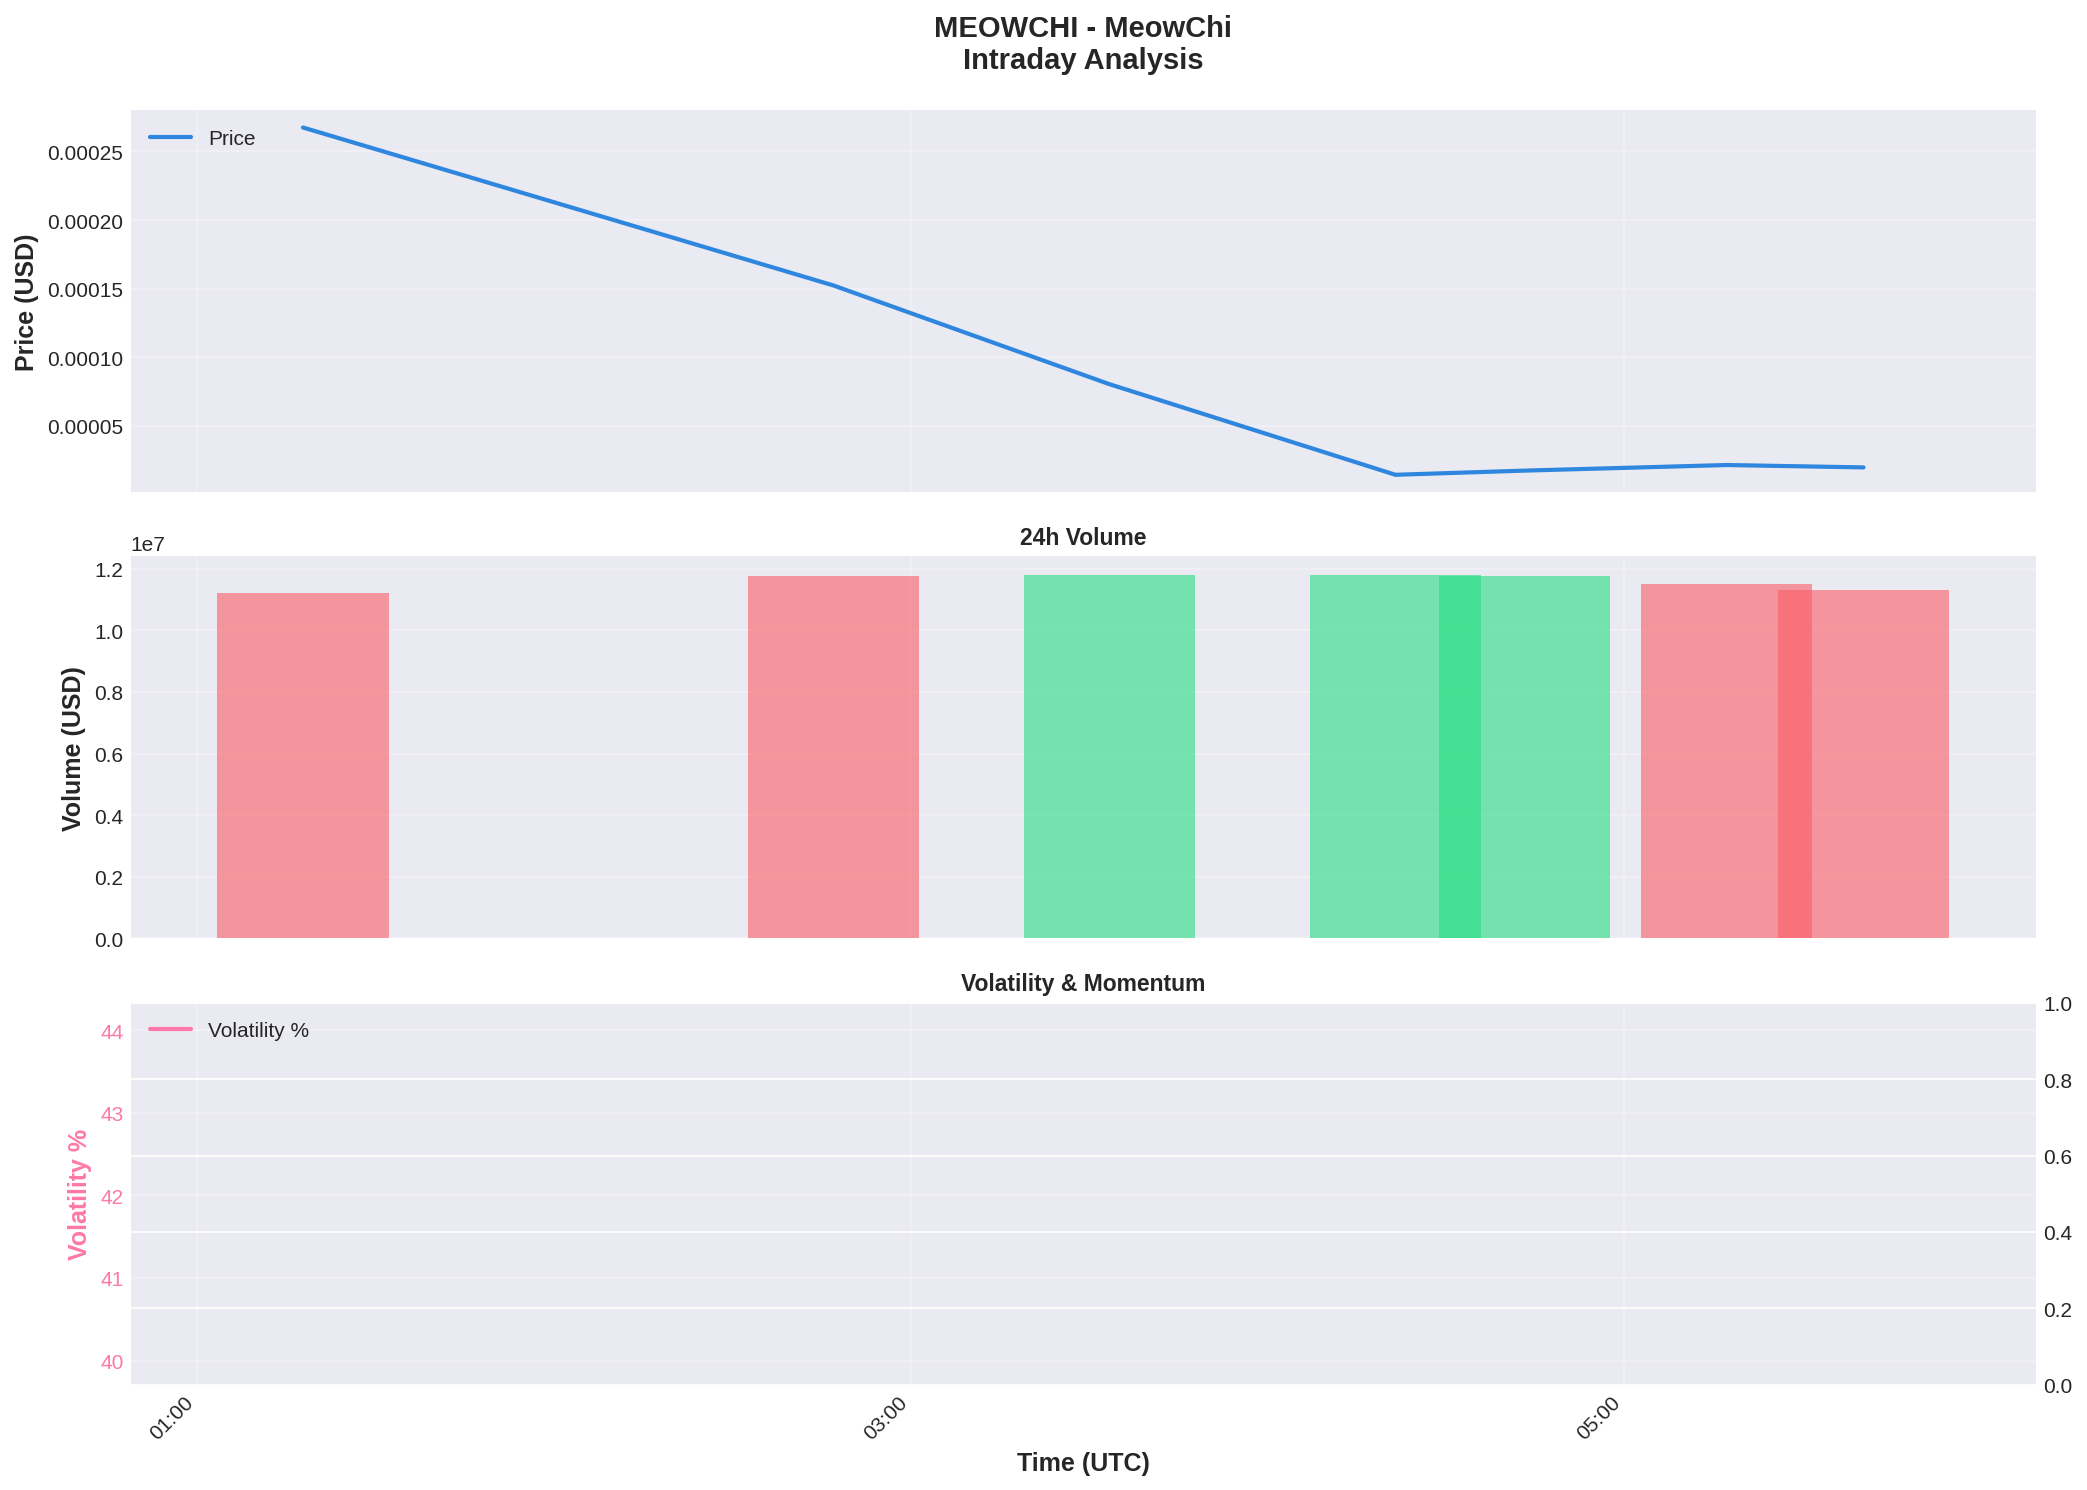 MEOWCHI - MeowChi
Intraday Analysis
Price
0.00025
0.00020
0.00015
0.00010
0.00005
Price (USD)
24h Volume
1e7
1.2
1.0
0.8
0.6
0.4
0.2
0.0
Volume (USD)
Volatility & Momentum
Volatility %
44
43
42
41
40
Volatility %
1.0
0.8
0.6
0.4
0.2
0.0
01:00
03:00
05:00
Time (UTC)